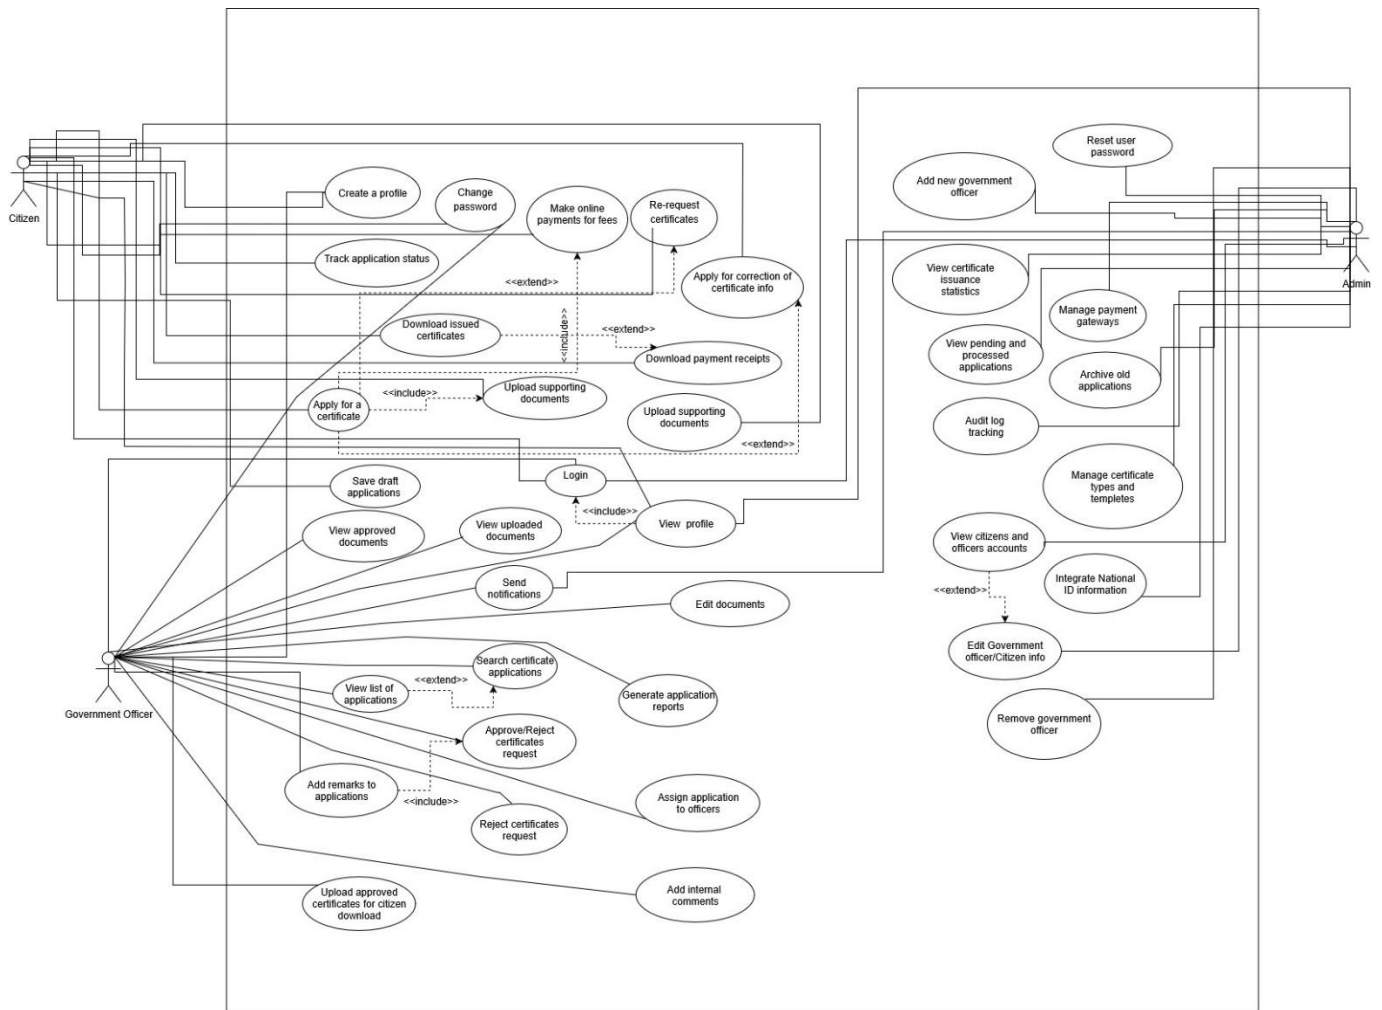 Reset user
password
Add new government
officer
Create a profile
Change
password
Make online
payments for fees
Re-request
certificates
Citizen
Track application status
<<extend>>
Apply for correction of
certificate info
View certificate
issuance
statistics
Admin
Manage payment
gateways
Download issued
certificates
<<include>>
<<extend>>
Download payment receipts
View pending and
processed
applications
Archive old
applications
Apply for a
certificate
<<include>>
Upload supporting
documents
Upload supporting
documents
Audit log
tracking
<<extend>>
Save draft
applications
Login
Manage certificate
types and
templetes
<<include>>
View profile
View approved
documents
View uploaded
documents
View citizens and
officers accounts
Send
notifications
Edit documents
<<extend>>
Integrate National
ID information
Edit Government
officer/Citizen info
Search certificate
applications
Government Officer
View list of
applications
<<extend>>
Generate application
reports
Remove government
officer
Approve/Reject
certificates
request
Add remarks to
applications
<<include>>
Assign application
to officers
Reject certificates
request
Upload approved
certificates for citizen
download
Add internal
comments